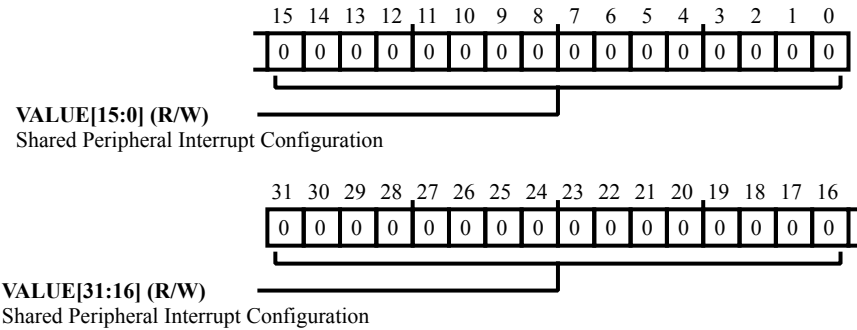 15 14 13 12 11 10 9 8 7 6 5 4 3 2 1 0
0 0 0 0 0 0 0 0 0 0 0 0 0 0 0 0
VALUE[15:0] (R/W)
Shared Peripheral Interrupt Configuration
31 30 29 28 27 26 25 24 23 22 21 20 19 18 17 16
0 0 0 0 0 0 0 0 0 0 0 0 0 0 0 0
VALUE[31:16] (R/W)
Shared Peripheral Interrupt Configuration